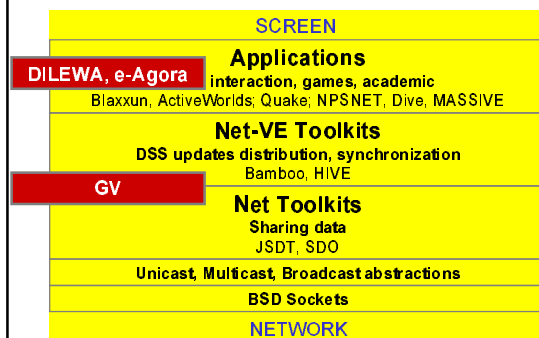 SCREEN
Applications
DILEWA, e-Agora
interaction, games, academic
Blaxxun, ActiveWorlds; Quake; NPSNET, Dive, MASSIVE
Net-VE Toolkits
DSS updates distribution, synchronization
Bamboo, HIVE
GV
Net Toolkits
Sharing data
JSDT, SDO
Unicast, Multicast, Broadcast abstractions
BSD Sockets
NETWORK